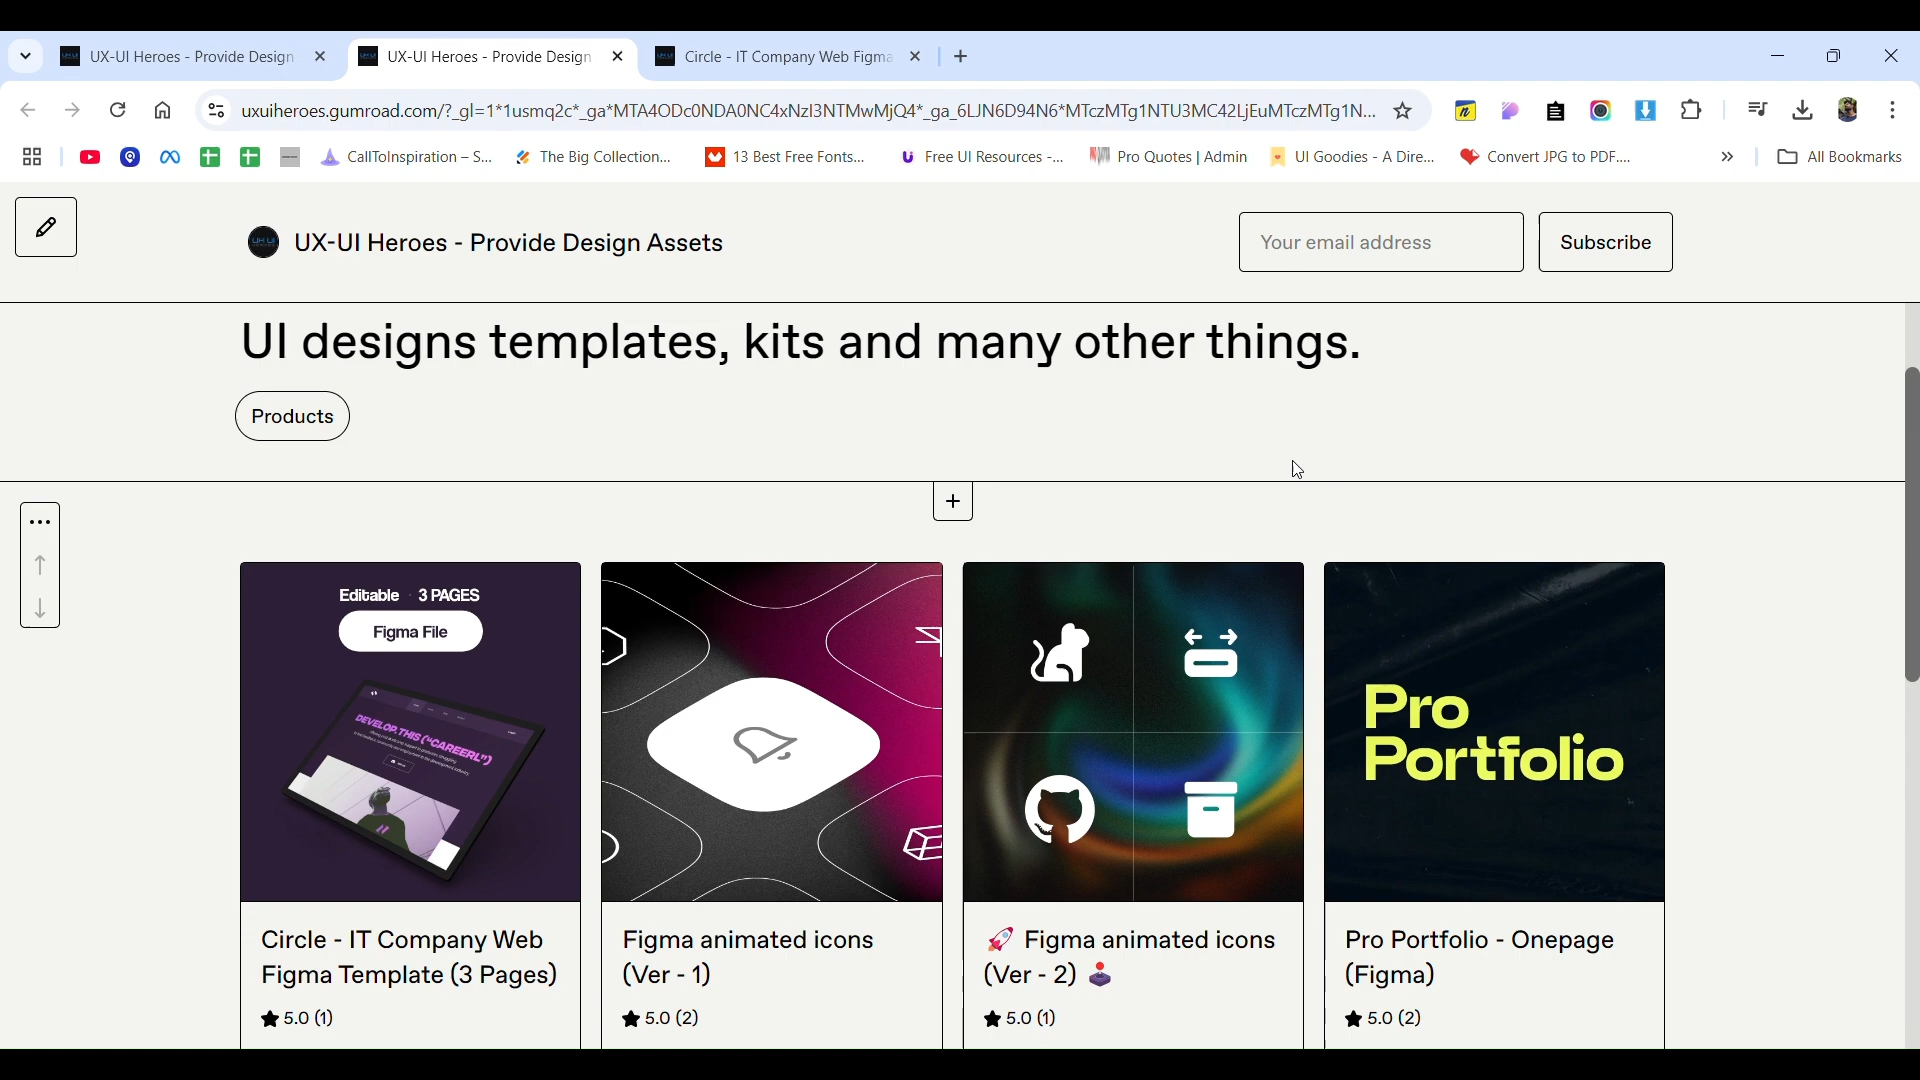 UX-UI Heroes - Provide Design
UX-UI Heroes - Provide Design
Circle - IT Company Web Figma
uxuiheroes.gumroad.com/?_gl=1*1usmq2c*_ga*MTA4ODc0NDA0NC4xNzI3NTMwMjQ4*_ga_6LJN6D94N6*MTczMTg1NTU3MC42LjEuMTczMTg1N...
CallToInspiration – S...
The Big Collection...
13 Best Free Fonts...
Free UI Resources -...
Pro Quotes | Admin
UI Goodies - A Dire...
Convert JPG to PDF....
All Bookmarks
UX-UI Heroes - Provide Design Assets
Your email address
Subscribe
UI designs templates, kits and many other things.
Products
Editable · 3 PAGES
Figma File
DEVELOP.THIS ("CAREERL")
Pro
Portfolio
Circle - IT Company Web
Figma Template (3 Pages)
5.0 (1)
Figma animated icons
(Ver - 1)
5.0 (2)
🚀 Figma animated icons
(Ver - 2) 🕹️
5.0 (1)
Pro Portfolio - Onepage
(Figma)
5.0 (2)